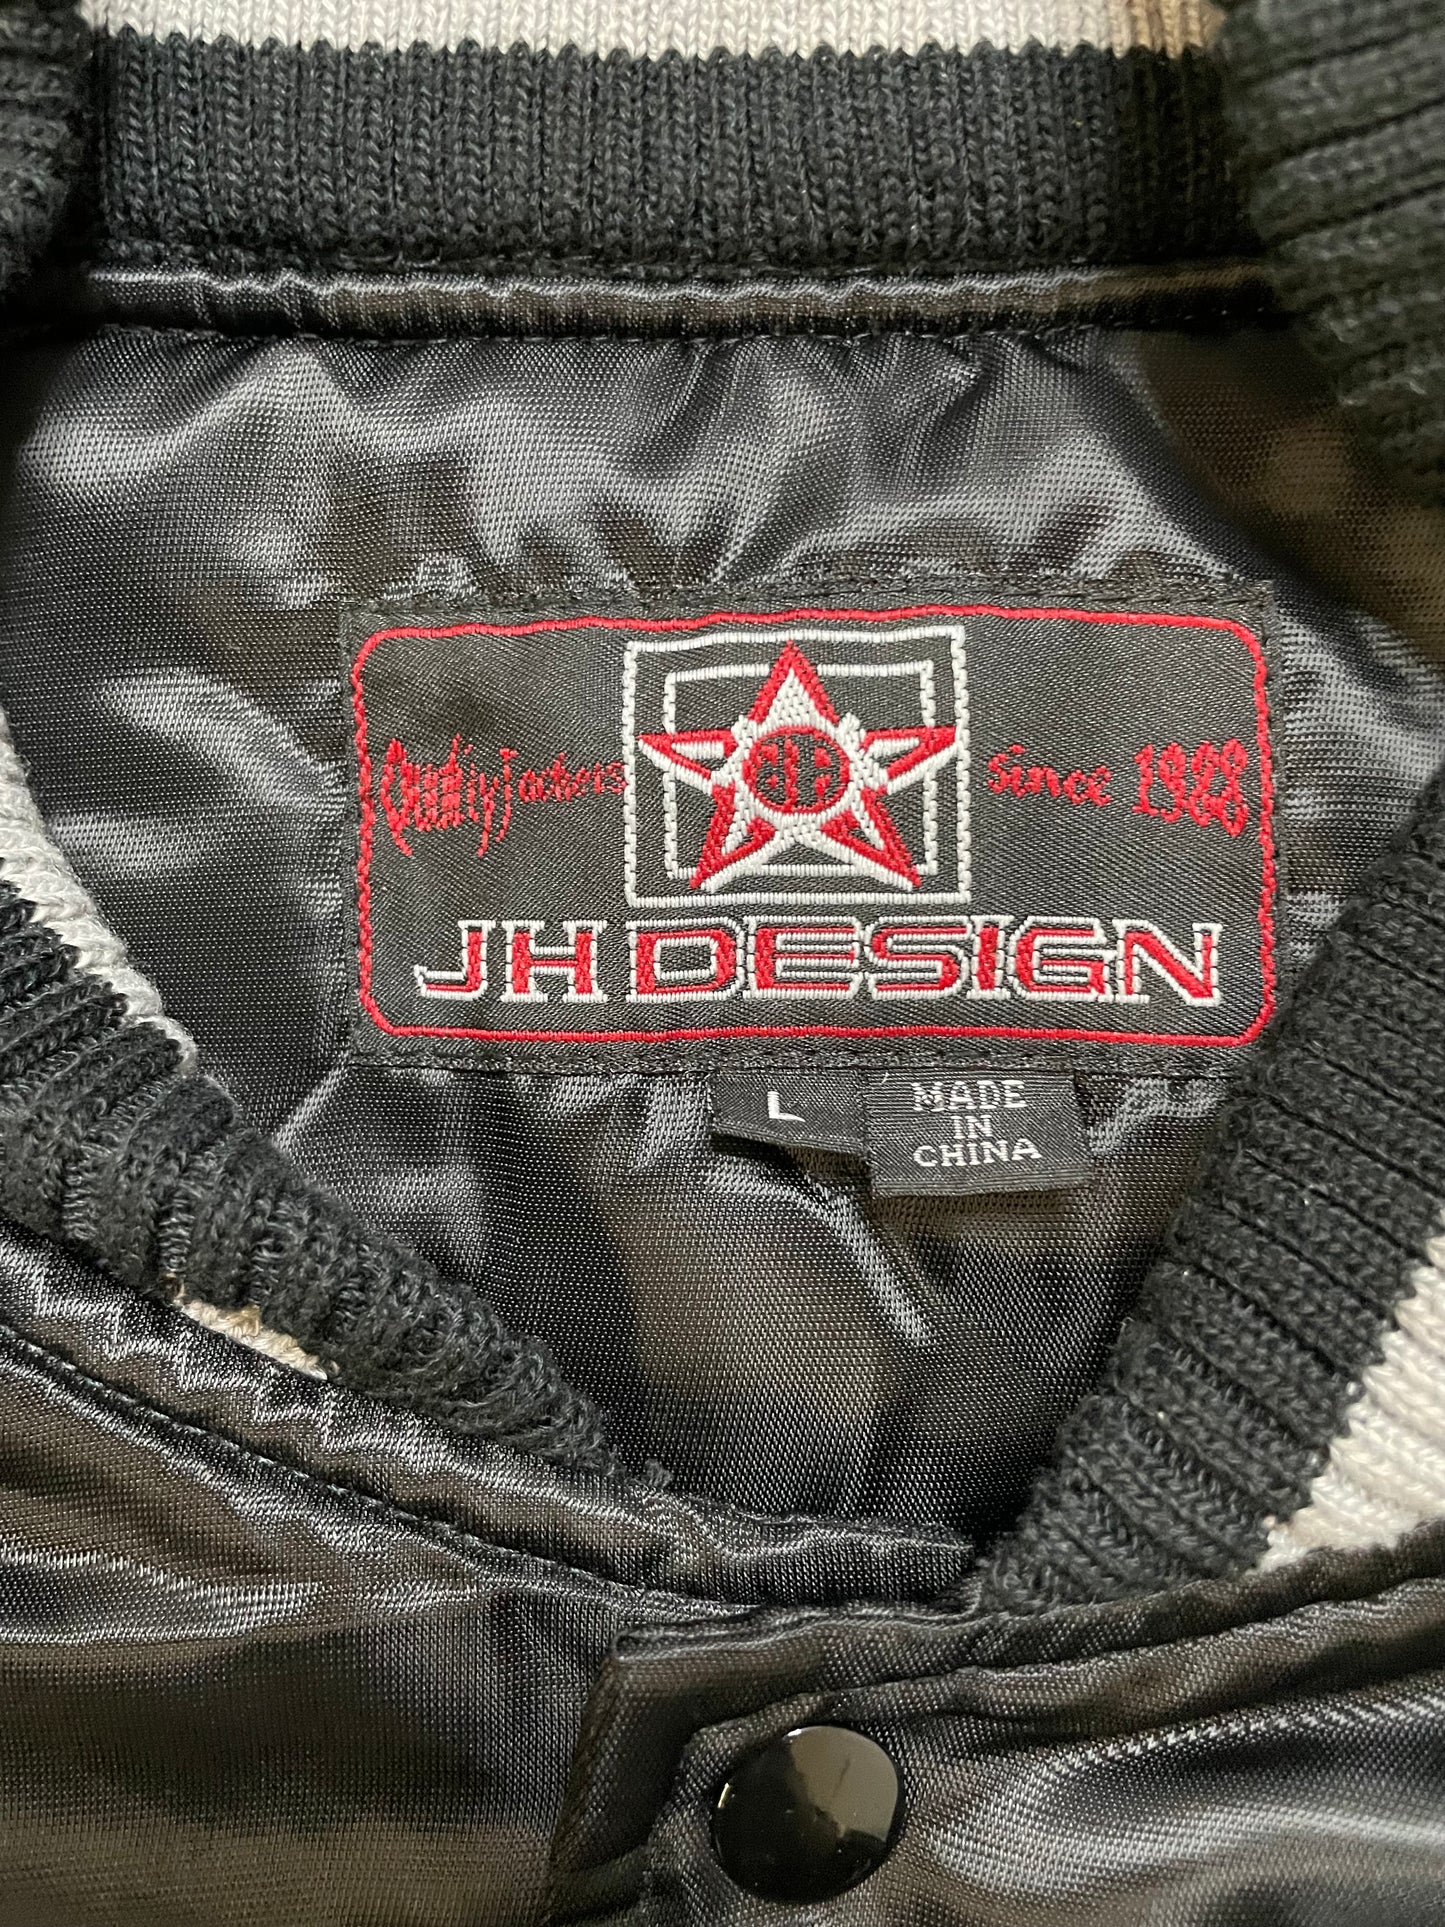 Quality Jackets
since 1988
JH DESIGN
L
MADE
IN
CHINA